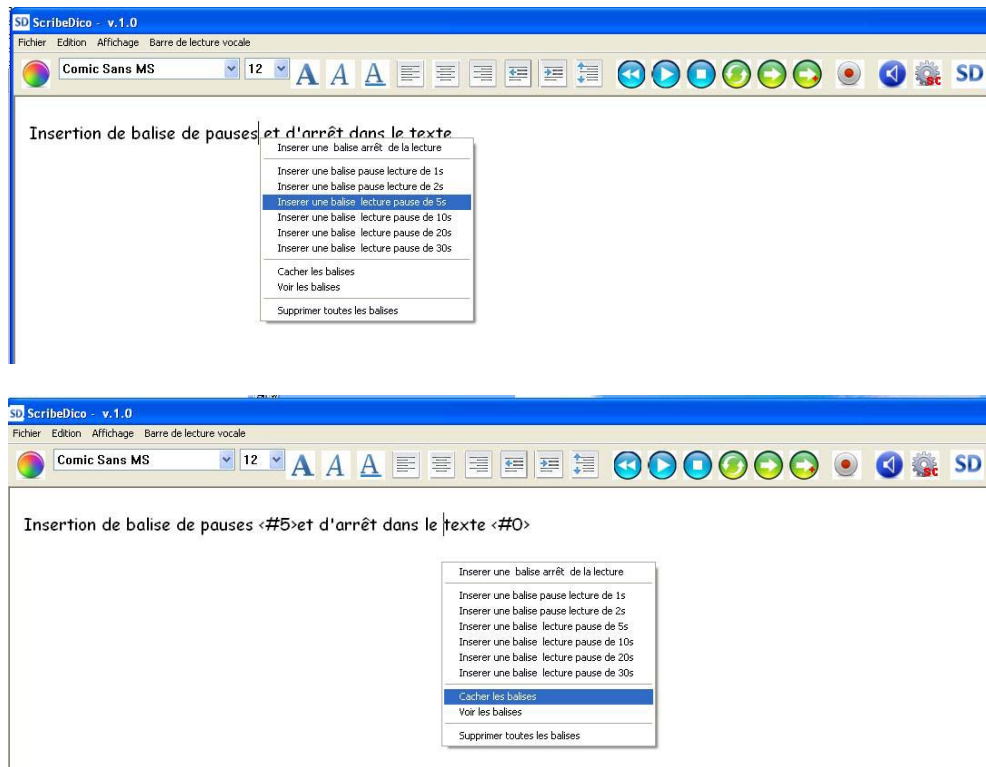 SD ScribeDico - v.1.0
Fichier Edition Affichage Barre de lecture vocale
Comic Sans MS 12 A A A SC SD
Insertion de balise de pauses et d'arrêt dans le texte
Inserer une balise arrêt de la lecture
Inserer une balise pause lecture de 1s
Inserer une balise pause lecture de 2s
Inserer une balise lecture pause de 5s
Inserer une balise lecture pause de 10s
Inserer une balise lecture pause de 20s
Inserer une balise lecture pause de 30s
Cacher les balises
Voir les balises
Supprimer toutes les balises
SD ScribeDico - v.1.0
Fichier Edition Affichage Barre de lecture vocale
Comic Sans MS 12 A A A SC SD
Insertion de balise de pauses <#5>et d'arrêt dans le texte <#0>
Inserer une balise arrêt de la lecture
Inserer une balise pause lecture de 1s
Inserer une balise pause lecture de 2s
Inserer une balise lecture pause de 5s
Inserer une balise lecture pause de 10s
Inserer une balise lecture pause de 20s
Inserer une balise lecture pause de 30s
Cacher les balises
Voir les balises
Supprimer toutes les balises